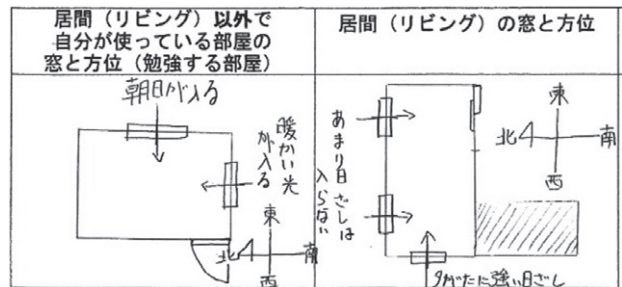 居間（リビング）以外で
自分が使っている部屋の
窓と方位（勉強する部屋）
朝日が入る
暖かい光
が入る
東
北
南
西
居間（リビング）の窓と方位
あまり日ざしは
入らない
東
北
南
西
夕がたに強い日ざし